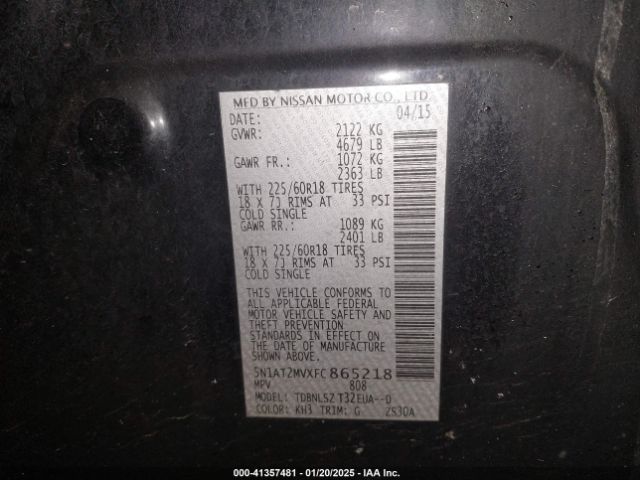 MFD BY NISSAN MOTOR CO., LTD
DATE: 04/15
GVWR: 2122 KG
4679 LB
GAWR FR.: 1072 KG
2363 LB
WITH 225/60R18 TIRES
18 X 7J RIMS AT 33 PSI
COLD SINGLE
GAWR RR.: 1089 KG
2401 LB
WITH 225/60R18 TIRES
18 X 7J RIMS AT 33 PSI
COLD SINGLE
THIS VEHICLE CONFORMS TO
ALL APPLICABLE FEDERAL
MOTOR VEHICLE SAFETY AND
THEFT PREVENTION
STANDARDS IN EFFECT ON
THE DATE OF MANUFACTURE
SHOWN ABOVE.
5N1AT2MVXFC865218
MPV 808
MODEL: TDBNLSZ T32EUA--D
COLOR: KH3 TRIM: G ZS30A
000-41357481 — 01/20/2025 — IAA Inc.